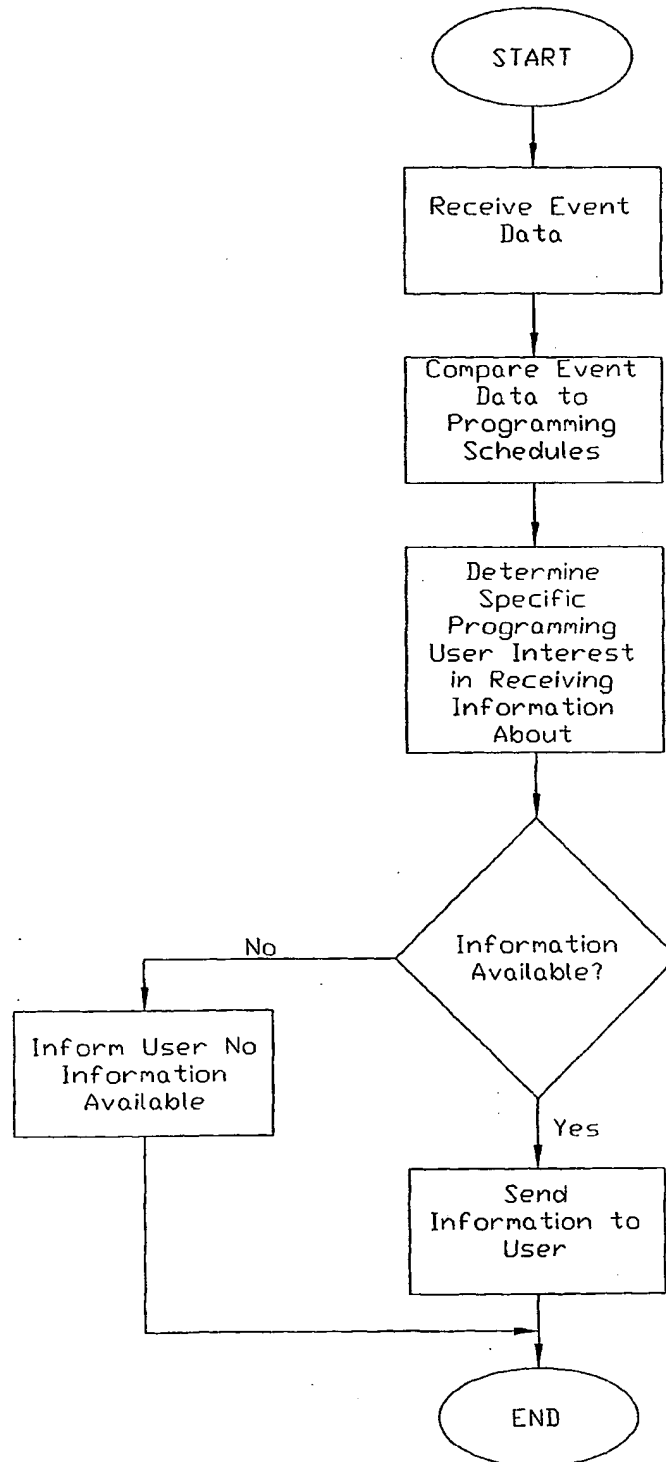 START
Receive Event
Data
Compare Event
Data to
Programming
Schedules
Determine
Specific
Programming
User Interest
in Receiving
Information
About
Information
Available?
No
Inform User No
Information
Available
Yes
Send
Information to
User
END